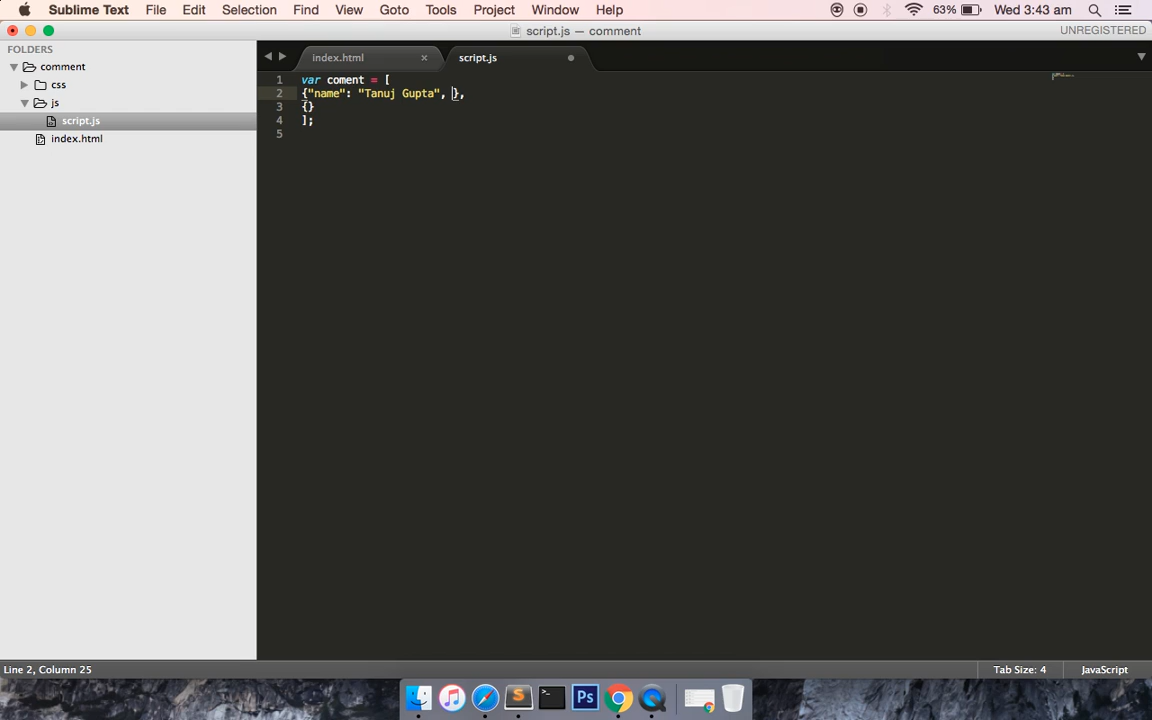 Sublime Text File Edit Selection Find View Goto Tools Project Window Help 63% Wed 3:43 am
script.js — comment UNREGISTERED
FOLDERS
comment
css
js
script.js
index.html
index.html × script.js
1 var coment = [
2 {"name": "Tanuj Gupta", },
3 {}
4 ];
5
Line 2, Column 25 Tab Size: 4 JavaScript
Ps